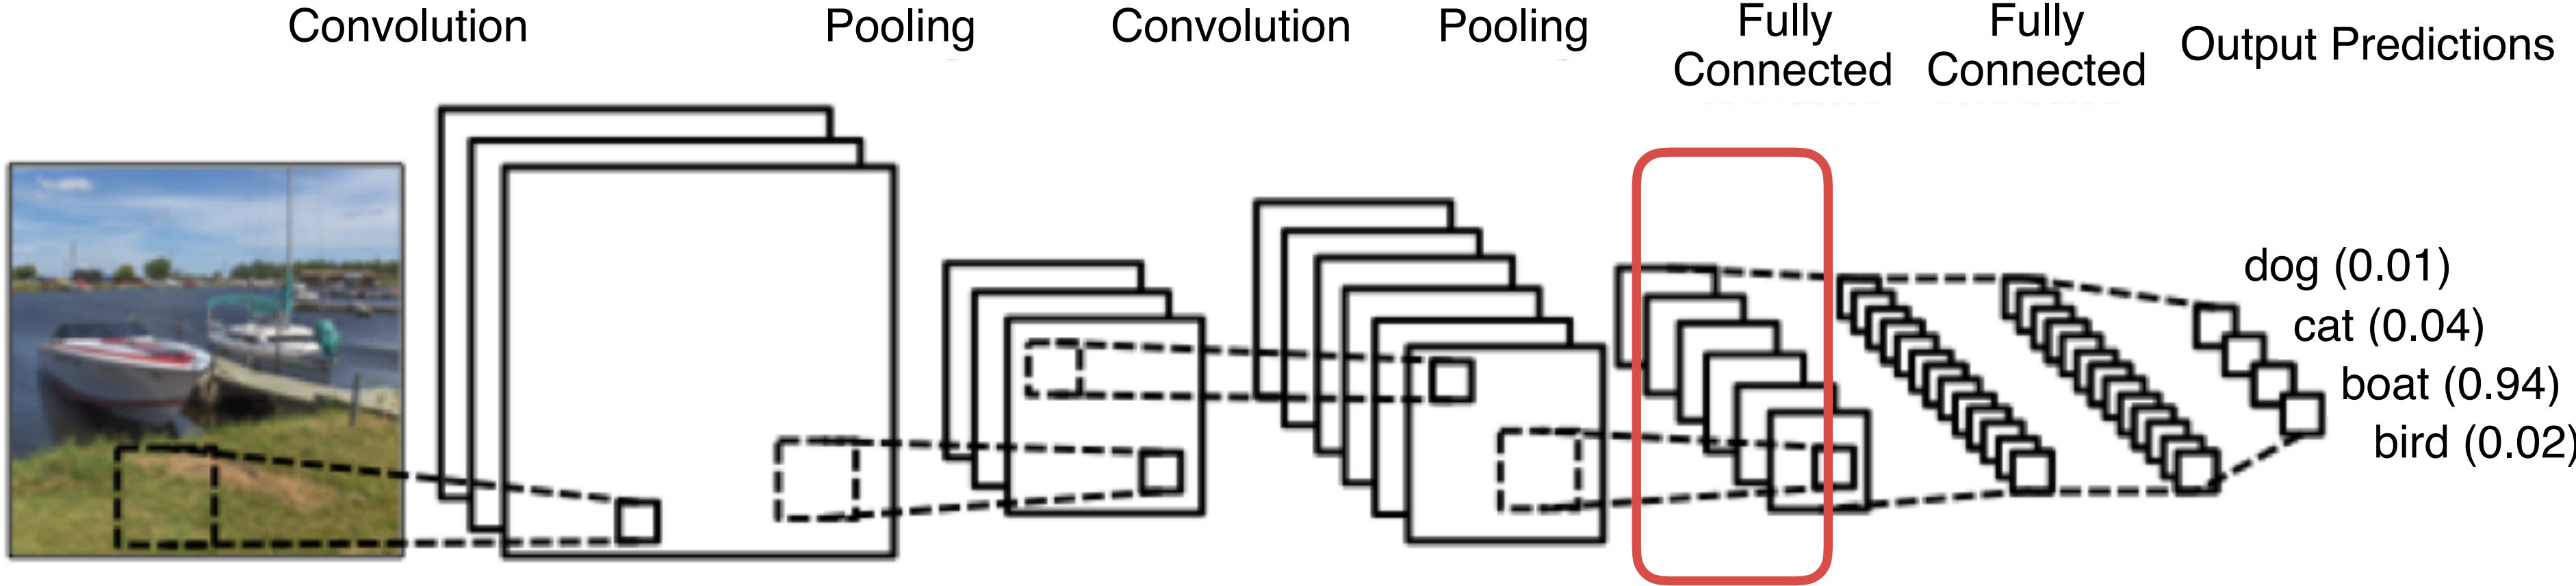 Convolution
Pooling
Convolution
Pooling
Fully
Connected
Fully
Connected
Output Predictions
dog (0.01)
cat (0.04)
boat (0.94)
bird (0.02)